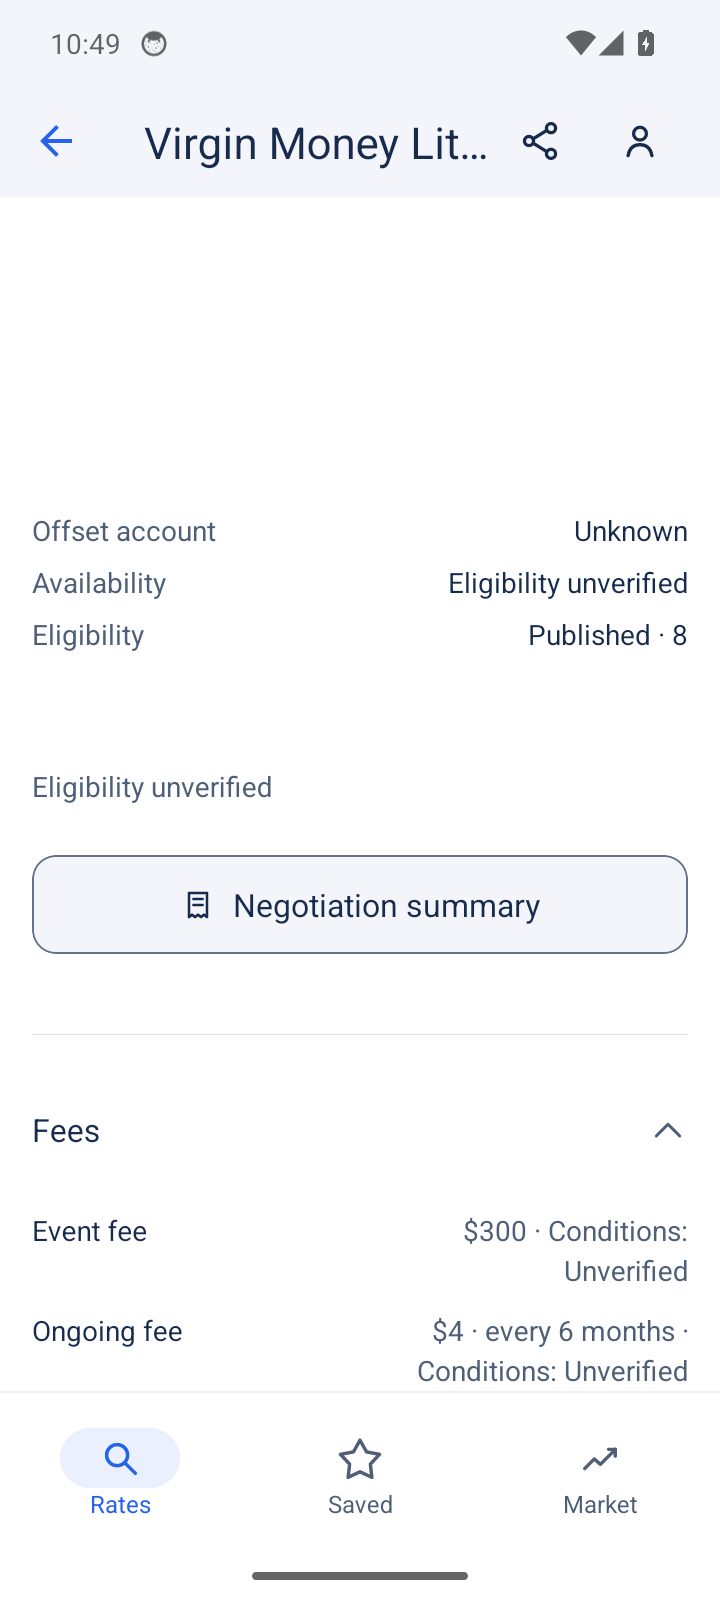 10:49
Virgin Money Lit...
Offset account Unknown
Availability Eligibility unverified
Eligibility Published · 8
Eligibility unverified
Negotiation summary
Fees
Event fee $300 · Conditions:
Unverified
Ongoing fee $4 · every 6 months ·
Conditions: Unverified
Rates Saved Market